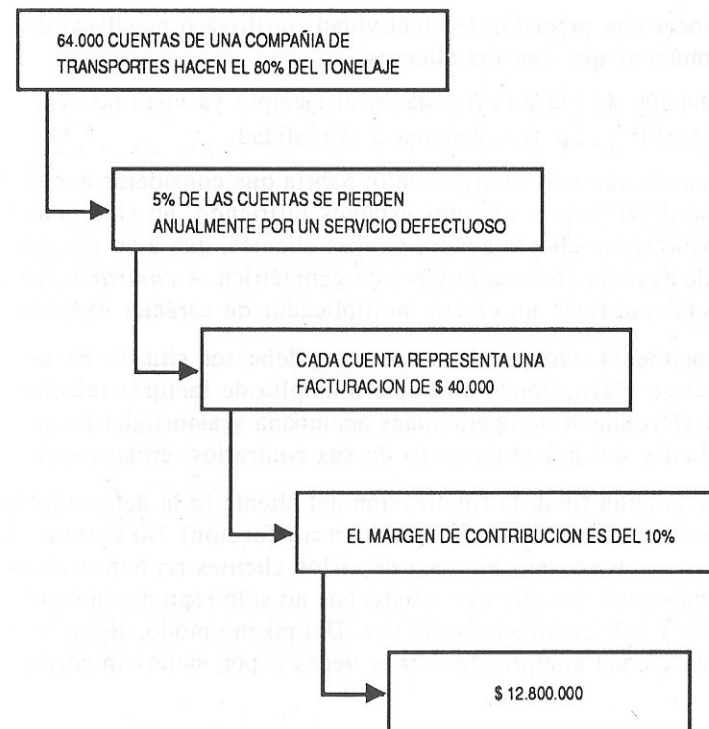 64.000 CUENTAS DE UNA COMPAÑIA DE
TRANSPORTES HACEN EL 80% DEL TONELAJE
5% DE LAS CUENTAS SE PIERDEN
ANUALMENTE POR UN SERVICIO DEFECTUOSO
CADA CUENTA REPRESENTA UNA
FACTURACION DE $ 40.000
EL MARGEN DE CONTRIBUCION ES DEL 10%
$ 12.800.000